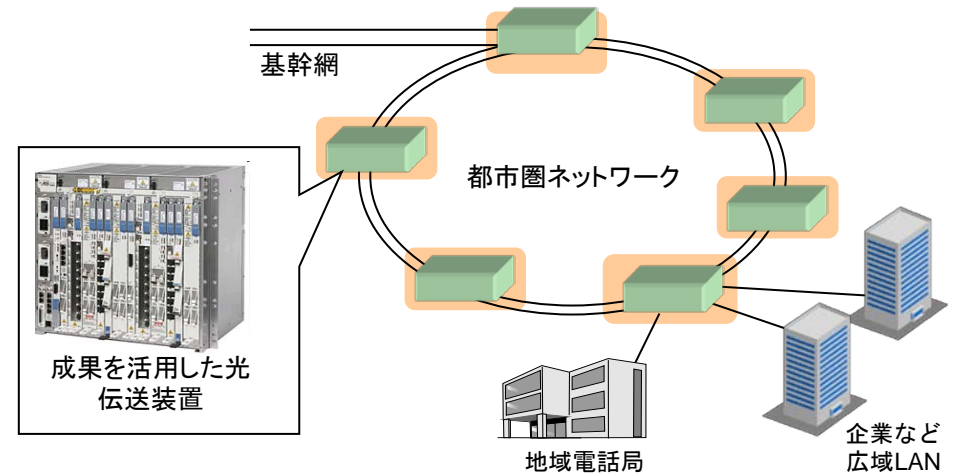 基幹網
都市圏ネットワーク
成果を活用した光
伝送装置
地域電話局
企業など
広域LAN